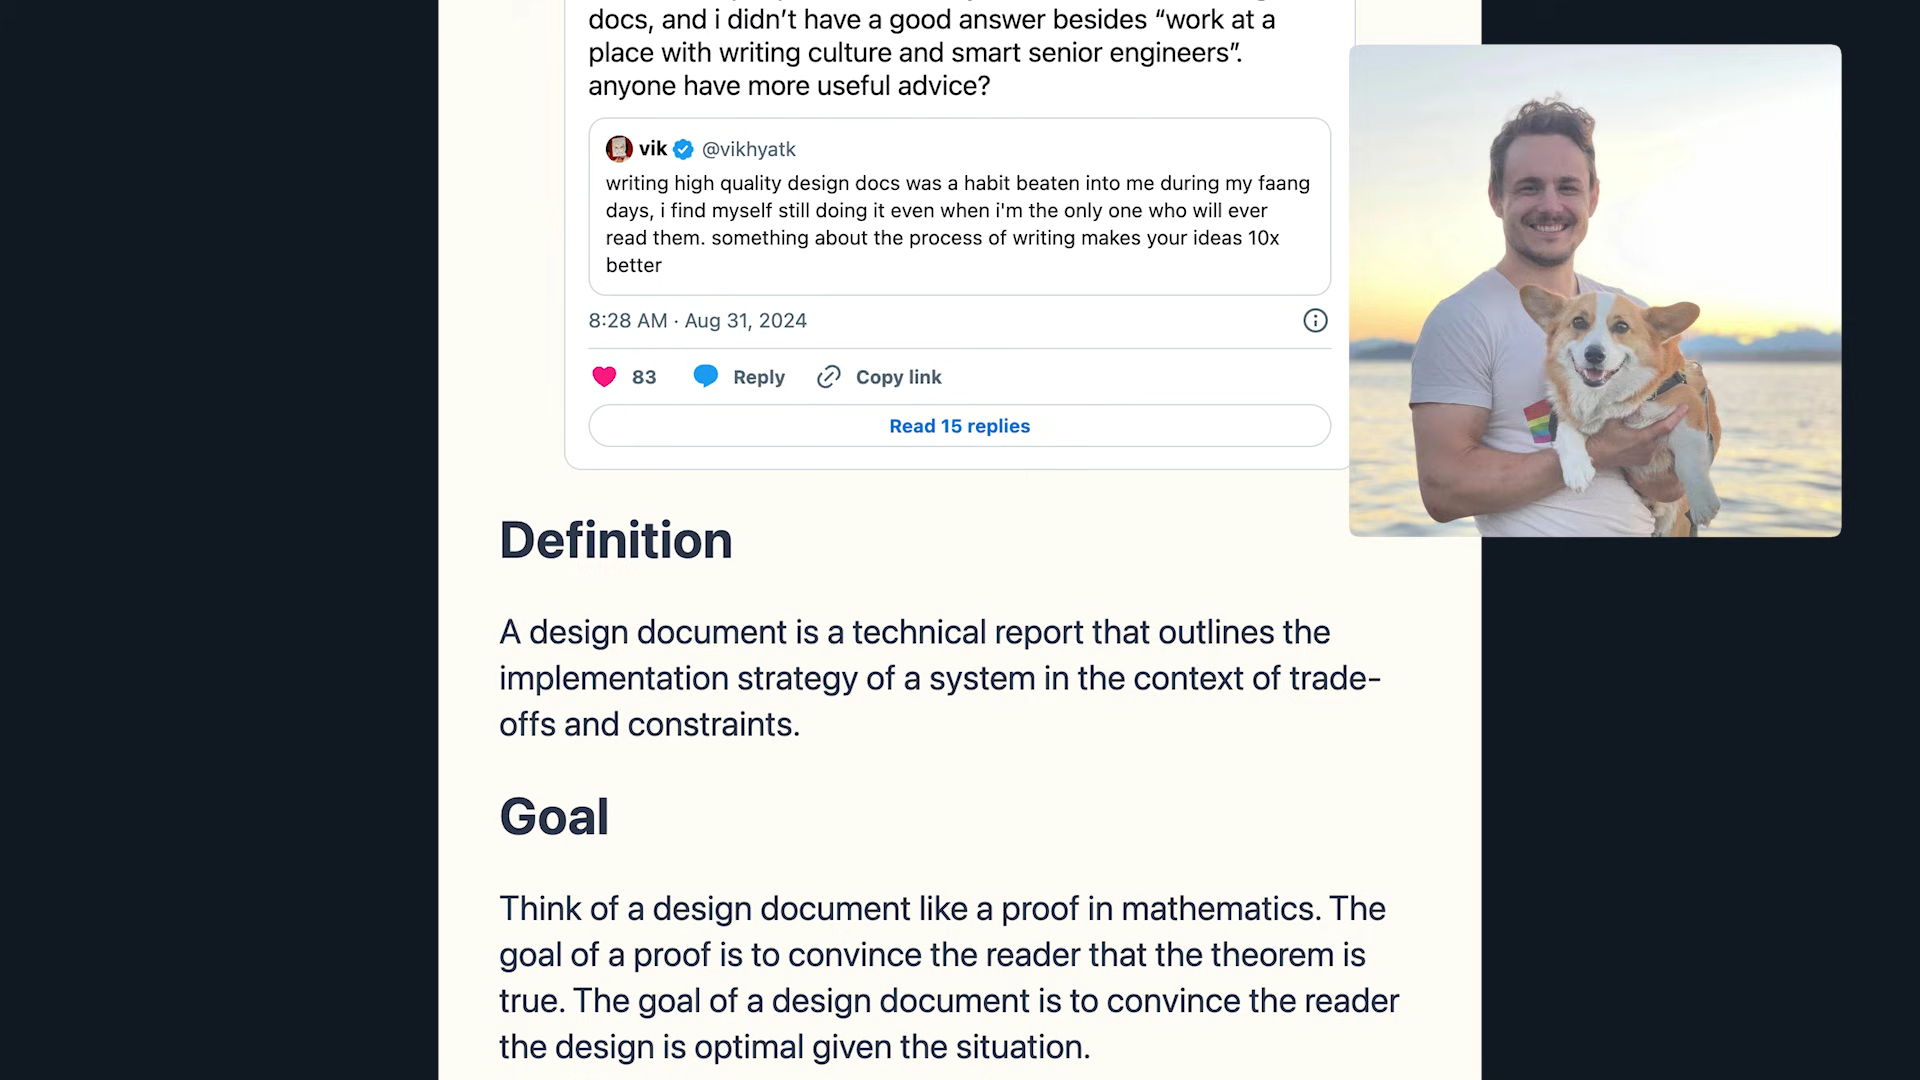 docs, and i didn’t have a good answer besides “work at a
place with writing culture and smart senior engineers”.
anyone have more useful advice?
vik @vikhyatk
writing high quality design docs was a habit beaten into me during my faang
days, i find myself still doing it even when i'm the only one who will ever
read them. something about the process of writing makes your ideas 10x
better
8:28 AM · Aug 31, 2024
83 Reply Copy link
Read 15 replies
Definition
A design document is a technical report that outlines the
implementation strategy of a system in the context of trade-
offs and constraints.
Goal
Think of a design document like a proof in mathematics. The
goal of a proof is to convince the reader that the theorem is
true. The goal of a design document is to convince the reader
the design is optimal given the situation.